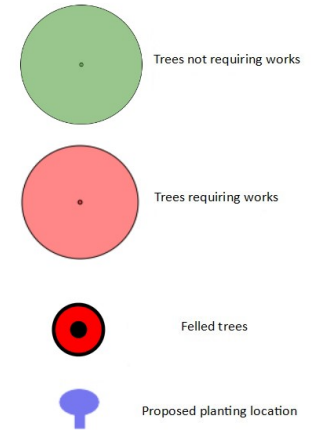 Trees not requiring works
Trees requiring works
Felled trees
Proposed planting location